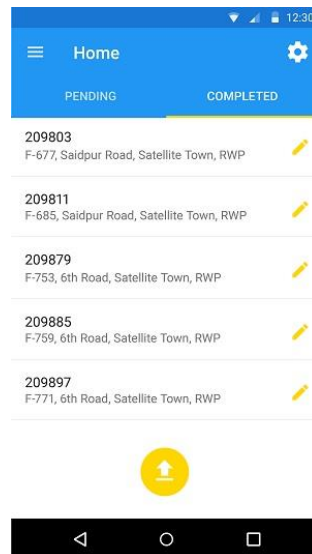 12:30
Home
PENDING COMPLETED
209803
F-677, Saidpur Road, Satellite Town, RWP
209811
F-685, Saidpur Road, Satellite Town, RWP
209879
F-753, 6th Road, Satellite Town, RWP
209885
F-759, 6th Road, Satellite Town, RWP
209897
F-771, 6th Road, Satellite Town, RWP